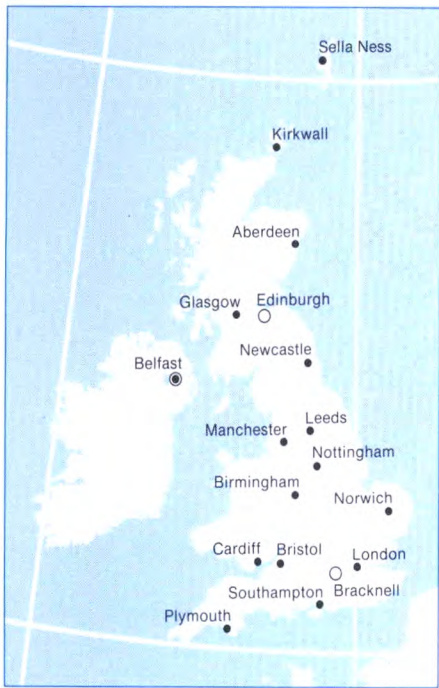 Sella Ness
Kirkwall
Aberdeen
Glasgow Edinburgh
Newcastle
Belfast
Leeds
Manchester
Nottingham
Birmingham
Norwich
Cardiff Bristol London
Southampton Bracknell
Plymouth